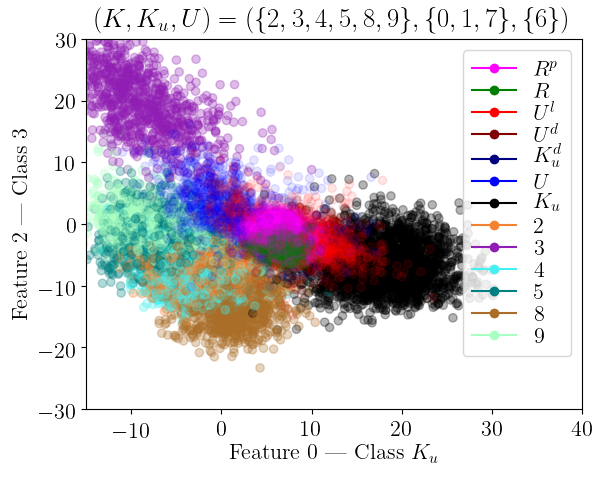 (K, K_u, U) = ({2, 3, 4, 5, 8, 9}, {0, 1, 7}, {6})
30
20
10
0
−10
−20
−30
Feature 2 — Class 3
−10
0
10
20
30
40
Feature 0 — Class K_u
R^p
R
U^l
U^d
K_u^d
U
K_u
2
3
4
5
8
9